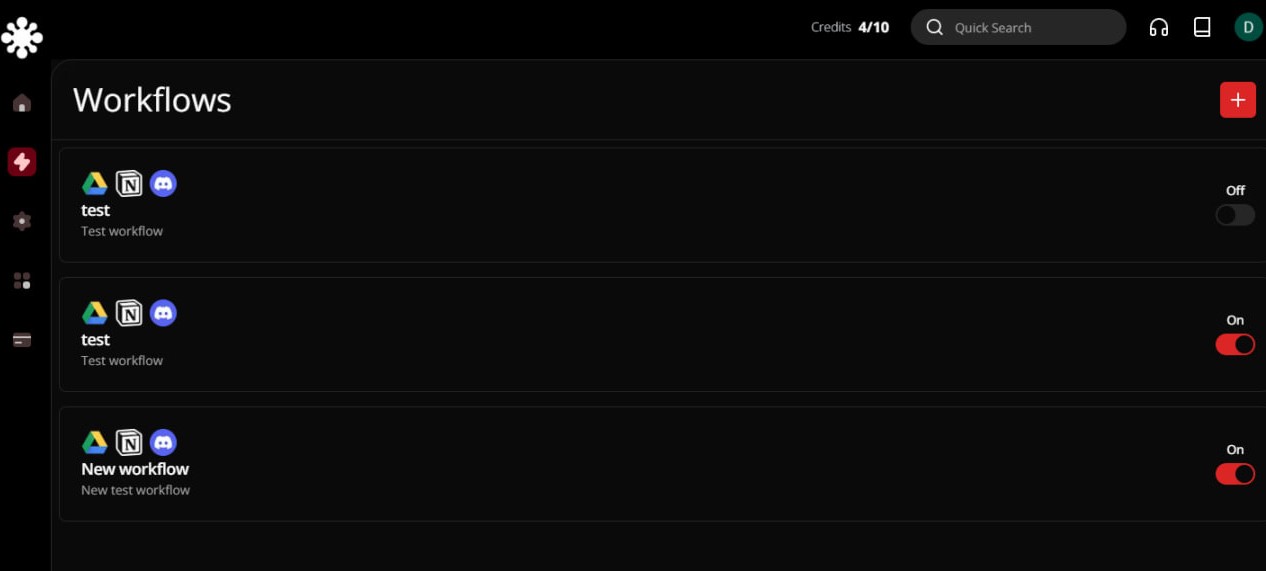 Credits 4/10
Quick Search
D
Workflows
N
test
Test workflow
Off
N
test
Test workflow
On
N
New workflow
New test workflow
On